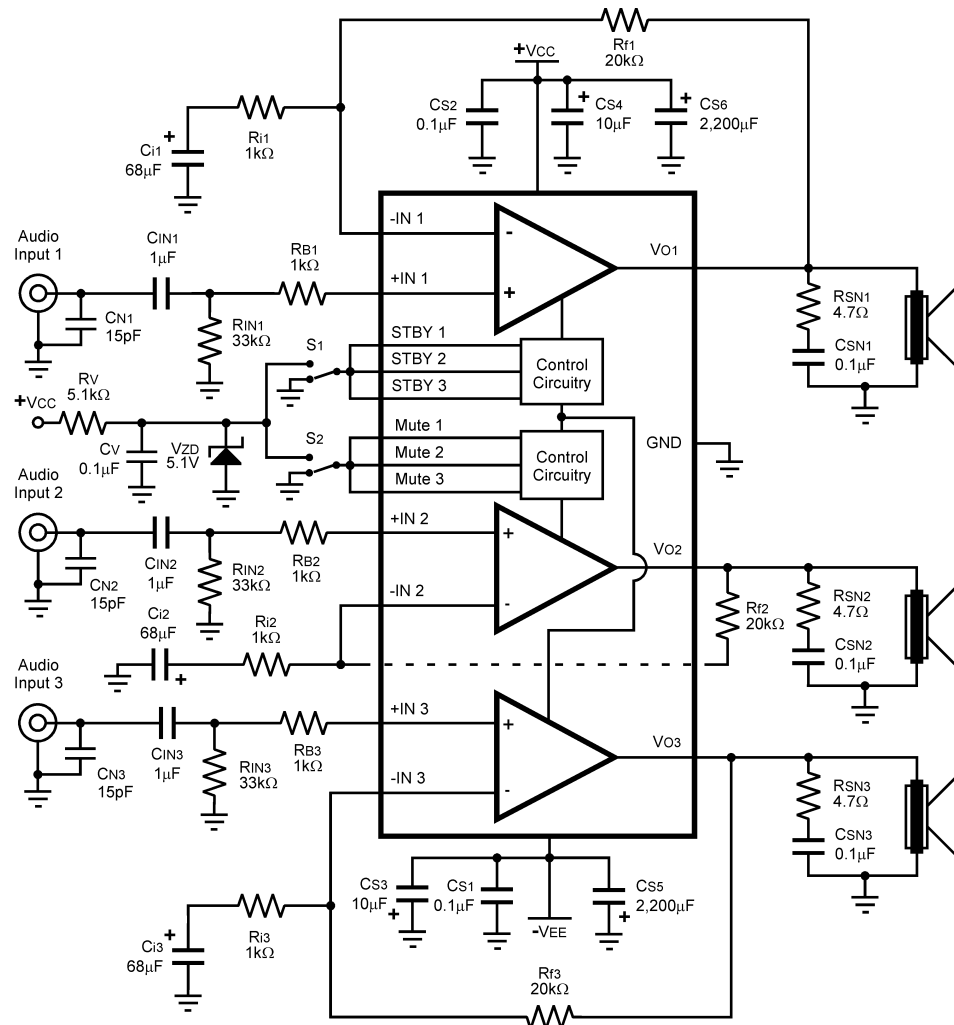 Rf1
20kΩ
+VCC
CS2
0.1μF
CS4
10μF
CS6
2,200μF
+
+
Ri1
1kΩ
+
Ci1
68μF
-IN 1
-
Audio
Input 1
CIN1
1μF
RB1
1kΩ
+IN 1
+
VO1
CN1
15pF
RIN1
33kΩ
RSN1
4.7Ω
CSN1
0.1μF
S1
STBY 1
STBY 2
STBY 3
Control
Circuitry
RV
5.1kΩ
+VCC
CV
0.1μF
VZD
5.1V
S2
Mute 1
Mute 2
Mute 3
Control
Circuitry
GND
Audio
Input 2
CIN2
1μF
RB2
1kΩ
+IN 2
+
VO2
CN2
15pF
RIN2
33kΩ
-IN 2
-
Rf2
20kΩ
RSN2
4.7Ω
CSN2
0.1μF
Ci2
68μF
+
Ri2
1kΩ
Audio
Input 3
CIN3
1μF
RB3
1kΩ
+IN 3
+
VO3
CN3
15pF
RIN3
33kΩ
-IN 3
-
RSN3
4.7Ω
CSN3
0.1μF
CS3
10μF
+
CS1
0.1μF
CS5
2,200μF
+
-VEE
Ri3
1kΩ
+
Ci3
68μF
Rf3
20kΩ